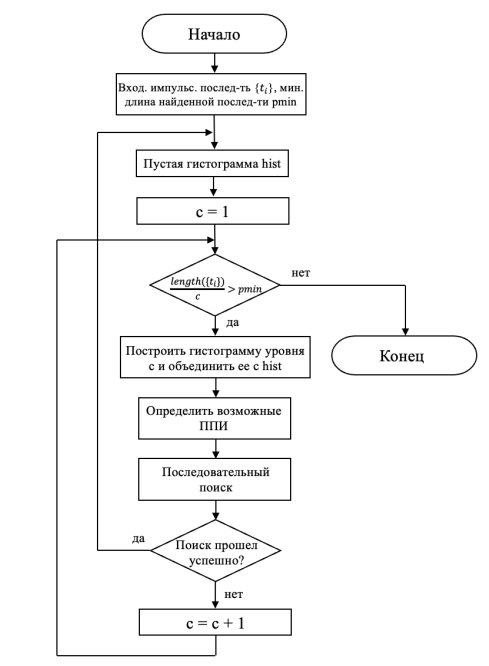 Начало
Вход. импульс. послед-ть {tᵢ}, мин.
длина найденной послед-ти pmin
Пустая гистограмма hist
c = 1
length({tᵢ})
c
> pmin
нет
да
Построить гистограмму уровня
c и объединить ее с hist
Конец
Определить возможные
ППИ
Последовательный
поиск
да
Поиск прошел
успешно?
нет
c = c + 1